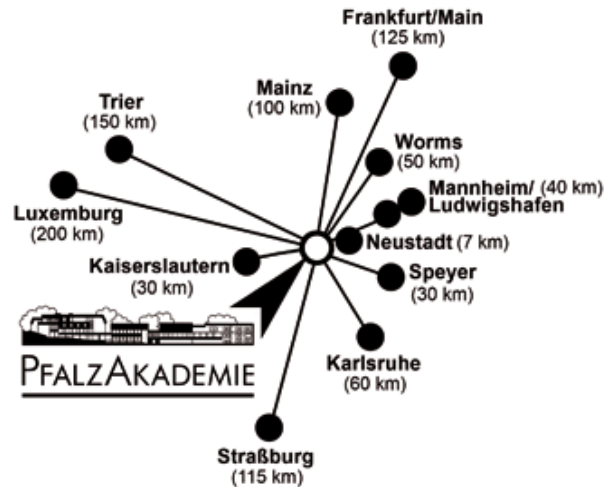 Frankfurt/Main
(125 km)
Mainz
(100 km)
Trier
(150 km)
Worms
(50 km)
Mannheim/ (40 km)
Ludwigshafen
Luxemburg
(200 km)
Neustadt (7 km)
Kaiserslautern
(30 km)
Speyer
(30 km)
PFALZAKADEMIE
Karlsruhe
(60 km)
Straßburg
(115 km)